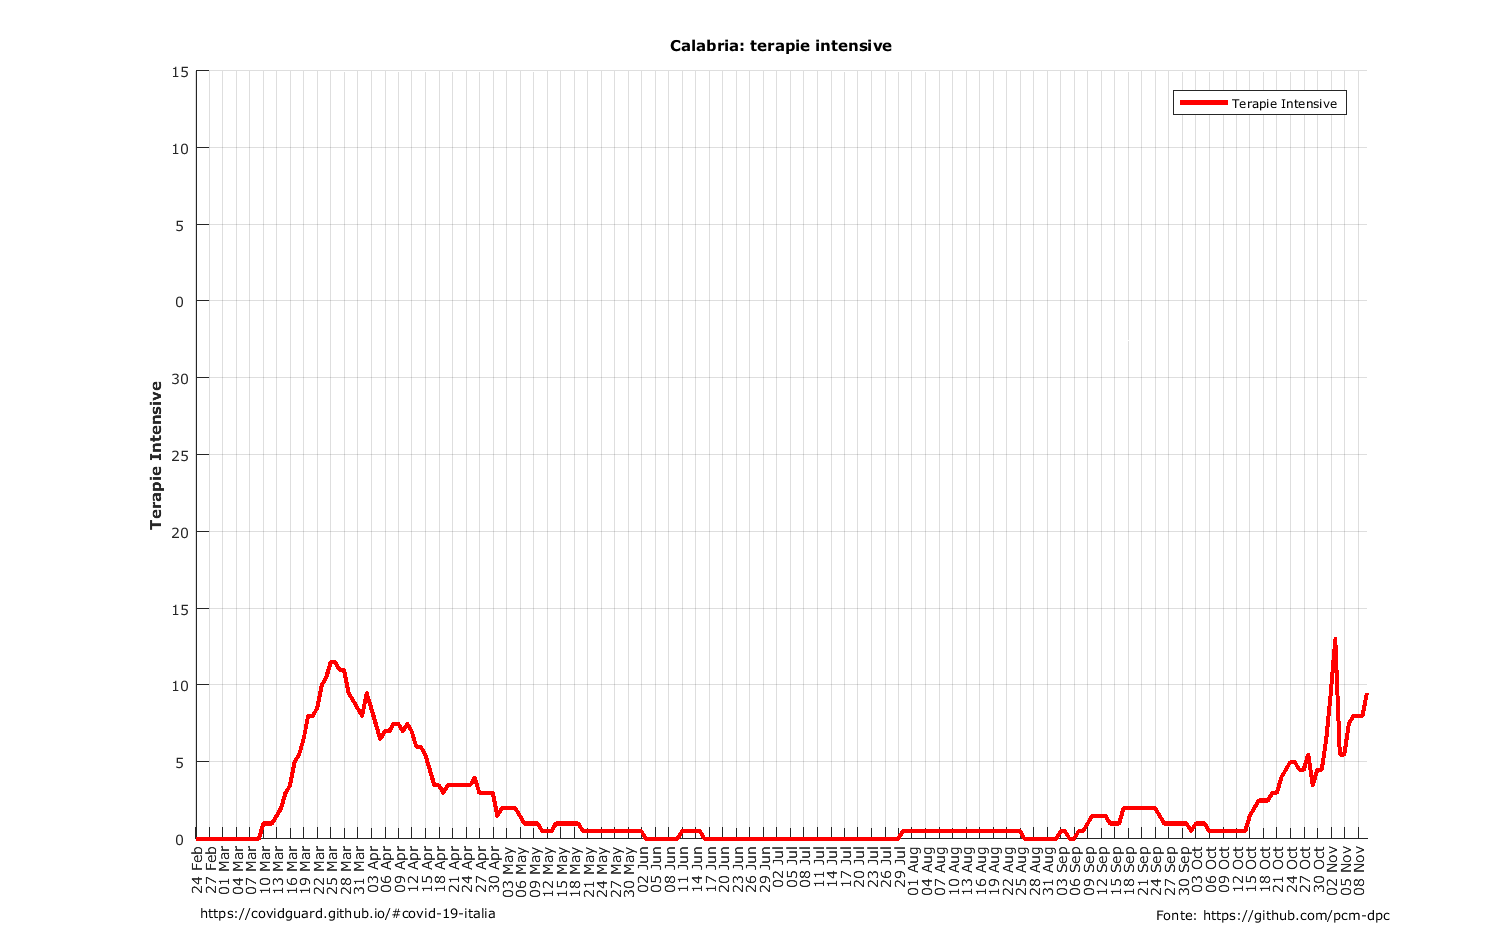 Calabria: terapie intensive
Terapie Intensive
15
10
5
0
30
25
20
15
10
5
0
Terapie Intensive
24 Feb
27 Feb
01 Mar
04 Mar
07 Mar
10 Mar
13 Mar
16 Mar
19 Mar
22 Mar
25 Mar
28 Mar
31 Mar
03 Apr
06 Apr
09 Apr
12 Apr
15 Apr
18 Apr
21 Apr
24 Apr
27 Apr
30 Apr
03 May
06 May
09 May
12 May
15 May
18 May
21 May
24 May
27 May
30 May
02 Jun
05 Jun
08 Jun
11 Jun
14 Jun
17 Jun
20 Jun
23 Jun
26 Jun
29 Jun
02 Jul
05 Jul
08 Jul
11 Jul
14 Jul
17 Jul
20 Jul
23 Jul
26 Jul
29 Jul
01 Aug
04 Aug
07 Aug
10 Aug
13 Aug
16 Aug
19 Aug
22 Aug
25 Aug
28 Aug
31 Aug
03 Sep
06 Sep
09 Sep
12 Sep
15 Sep
18 Sep
21 Sep
24 Sep
27 Sep
30 Sep
03 Oct
06 Oct
09 Oct
12 Oct
15 Oct
18 Oct
21 Oct
24 Oct
27 Oct
30 Oct
02 Nov
05 Nov
08 Nov
https://covidguard.github.io/#covid-19-italia
Fonte: https://github.com/pcm-dpc